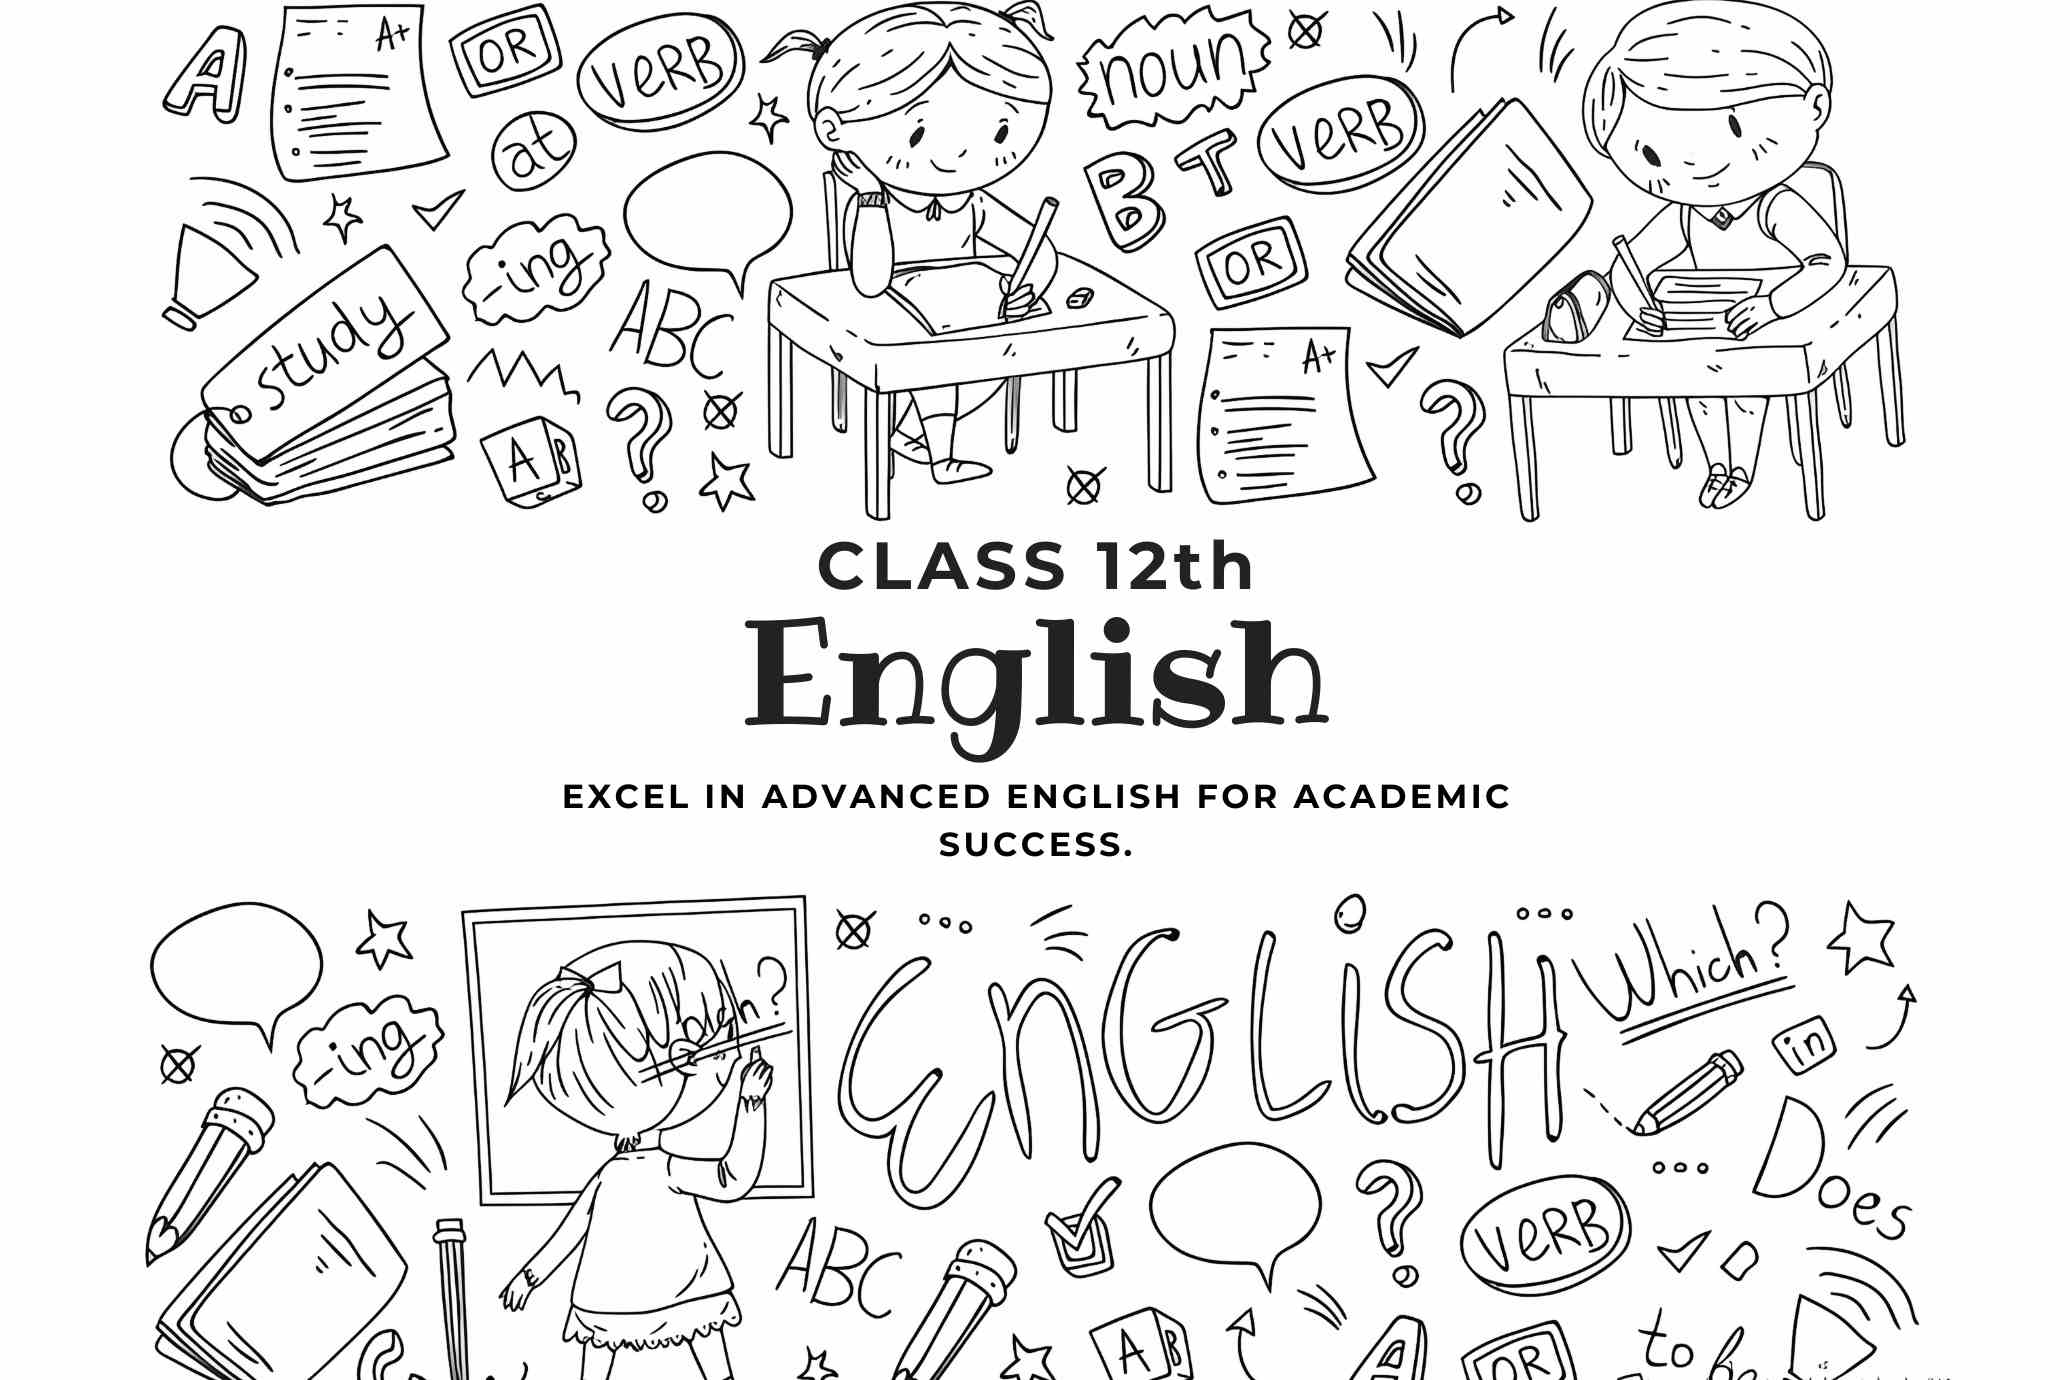 A
A+
OR
VERB
noun
at
VERB
B T
-ing
OR
study
ABC
A+
A B C
?
?
CLASS 12th
English
EXCEL IN ADVANCED ENGLISH FOR ACADEMIC
SUCCESS.
ENGLISH
Which?
-ing
in
Does
?
VERB
ABC
A B
A
OR
to be